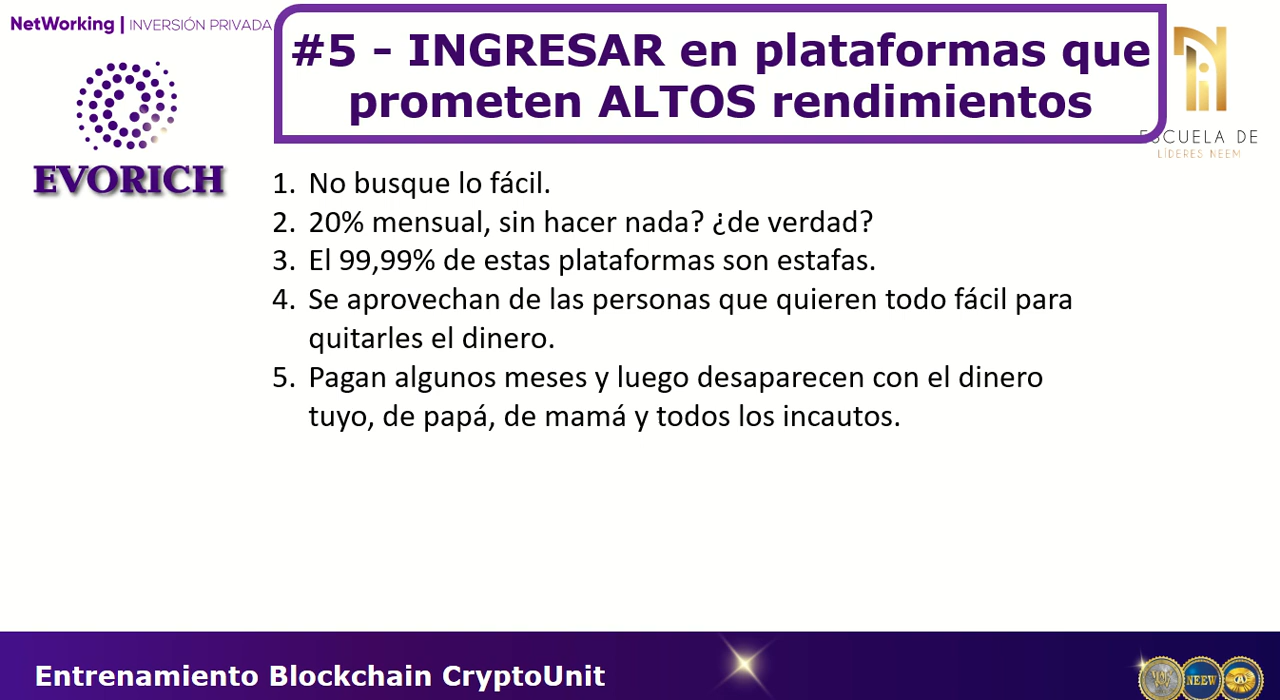 NetWorking | INVERSIÓN PRIVADA
#5 - INGRESAR en plataformas que
prometen ALTOS rendimientos
ESCUELA DE
LÍDERES NEEM
EVORICH
1. No busque lo fácil.
2. 20% mensual, sin hacer nada? ¿de verdad?
3. El 99,99% de estas plataformas son estafas.
4. Se aprovechan de las personas que quieren todo fácil para
quitarles el dinero.
5. Pagan algunos meses y luego desaparecen con el dinero
tuyo, de papá, de mamá y todos los incautos.
Entrenamiento Blockchain CryptoUnit
NEEW